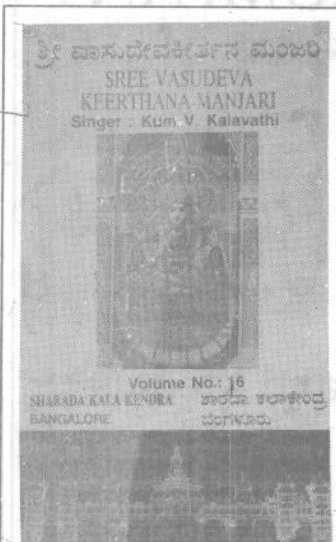 ಶ್ರೀ ವಾಸುದೇವಕೀರ್ತನ ಮಂಜರಿ
SREE VASUDEVA
KEERTHANA MANJARI
Singer : Kum V. Kalavathi
Volume No.: 16
SHARADA KALA KENDRA ಶಾರದಾ ಕಲಾಕೇಂದ್ರ
BANGALORE ಬೆಂಗಳೂರು